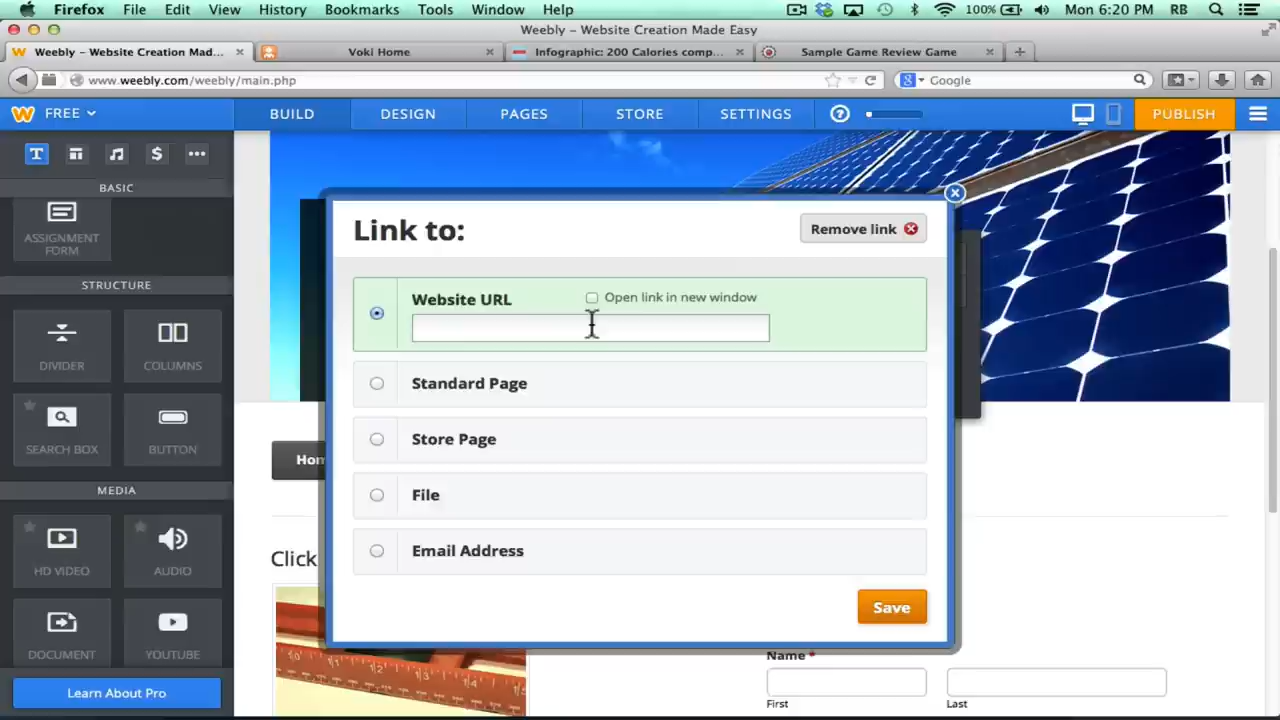 Firefox File Edit View History Bookmarks Tools Window Help 100% Mon 6:20 PM RB
Weebly – Website Creation Made Easy
Weebly – Website Creation Mad... Voki Home Infographic: 200 Calories comp... Sample Game Review Game
www.weebly.com/weebly/main.php Google
FREE BUILD DESIGN PAGES STORE SETTINGS PUBLISH
BASIC
ASSIGNMENT
FORM
STRUCTURE
DIVIDER COLUMNS
SEARCH BOX BUTTON
MEDIA
HD VIDEO AUDIO
DOCUMENT YOUTUBE
Learn About Pro
Link to: Remove link
Website URL Open link in new window
Standard Page
Store Page
File
Email Address
Save
Hom
Click
Name *
First Last